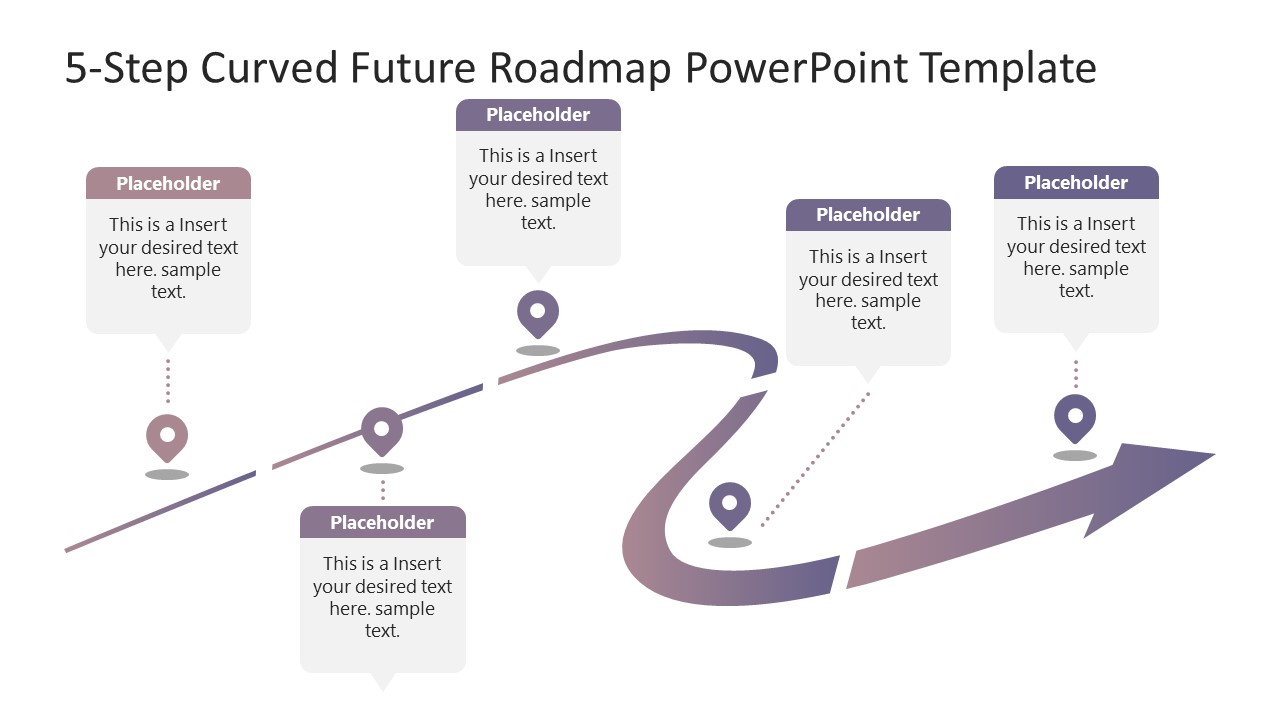 5-Step Curved Future Roadmap PowerPoint Template
Placeholder
This is a Insert
your desired text
here. sample
text.
Placeholder
This is a Insert
your desired text
here. sample
text.
Placeholder
This is a Insert
your desired text
here. sample
text.
Placeholder
This is a Insert
your desired text
here. sample
text.
Placeholder
This is a Insert
your desired text
here. sample
text.